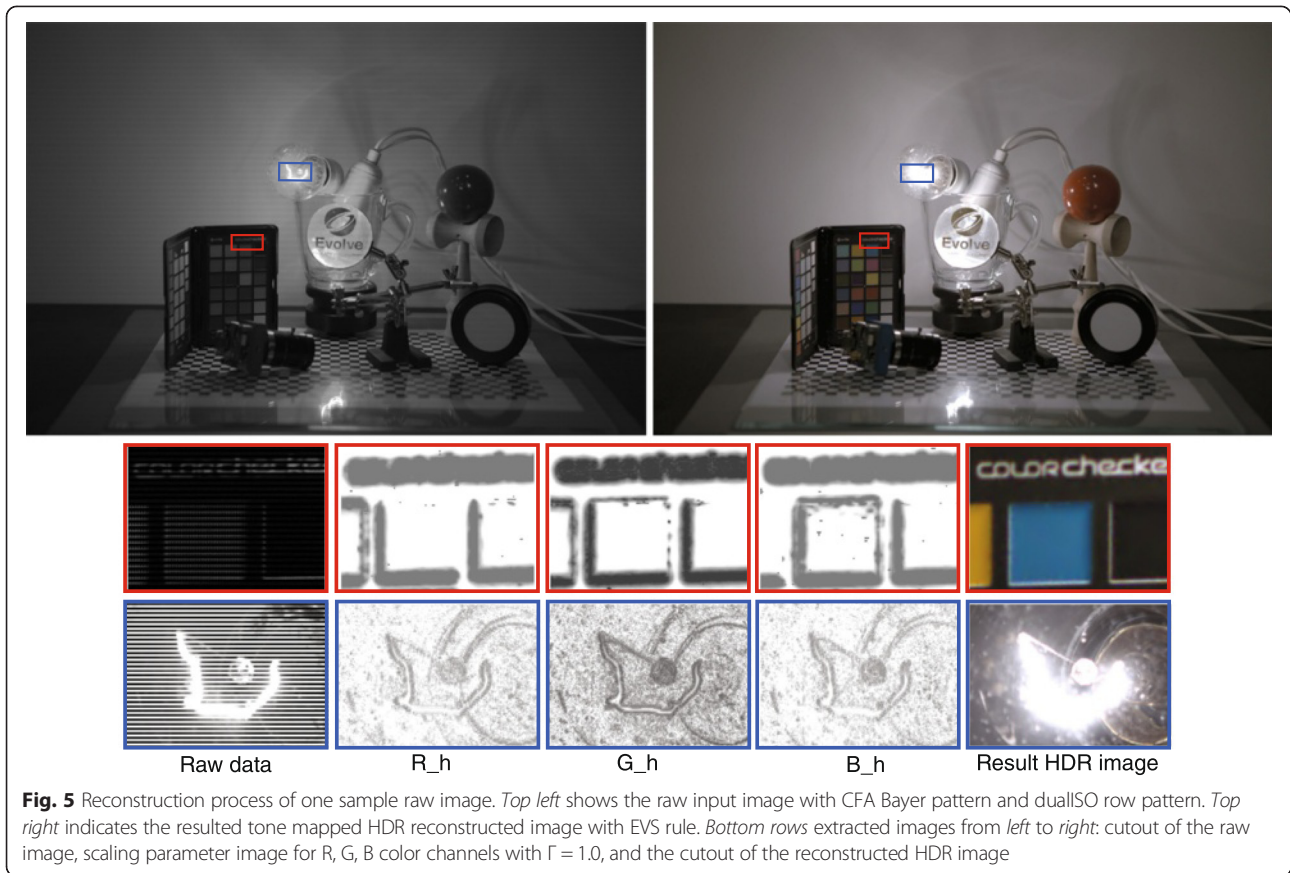 Evolve
Evolve
COLORchecke
COLORchecke
Raw data
R_h
G_h
B_h
Result HDR image
Fig. 5 Reconstruction process of one sample raw image. Top left shows the raw input image with CFA Bayer pattern and dualISO row pattern. Top
right indicates the resulted tone mapped HDR reconstructed image with EVS rule. Bottom rows extracted images from left to right: cutout of the raw
image, scaling parameter image for R, G, B color channels with Γ = 1.0, and the cutout of the reconstructed HDR image